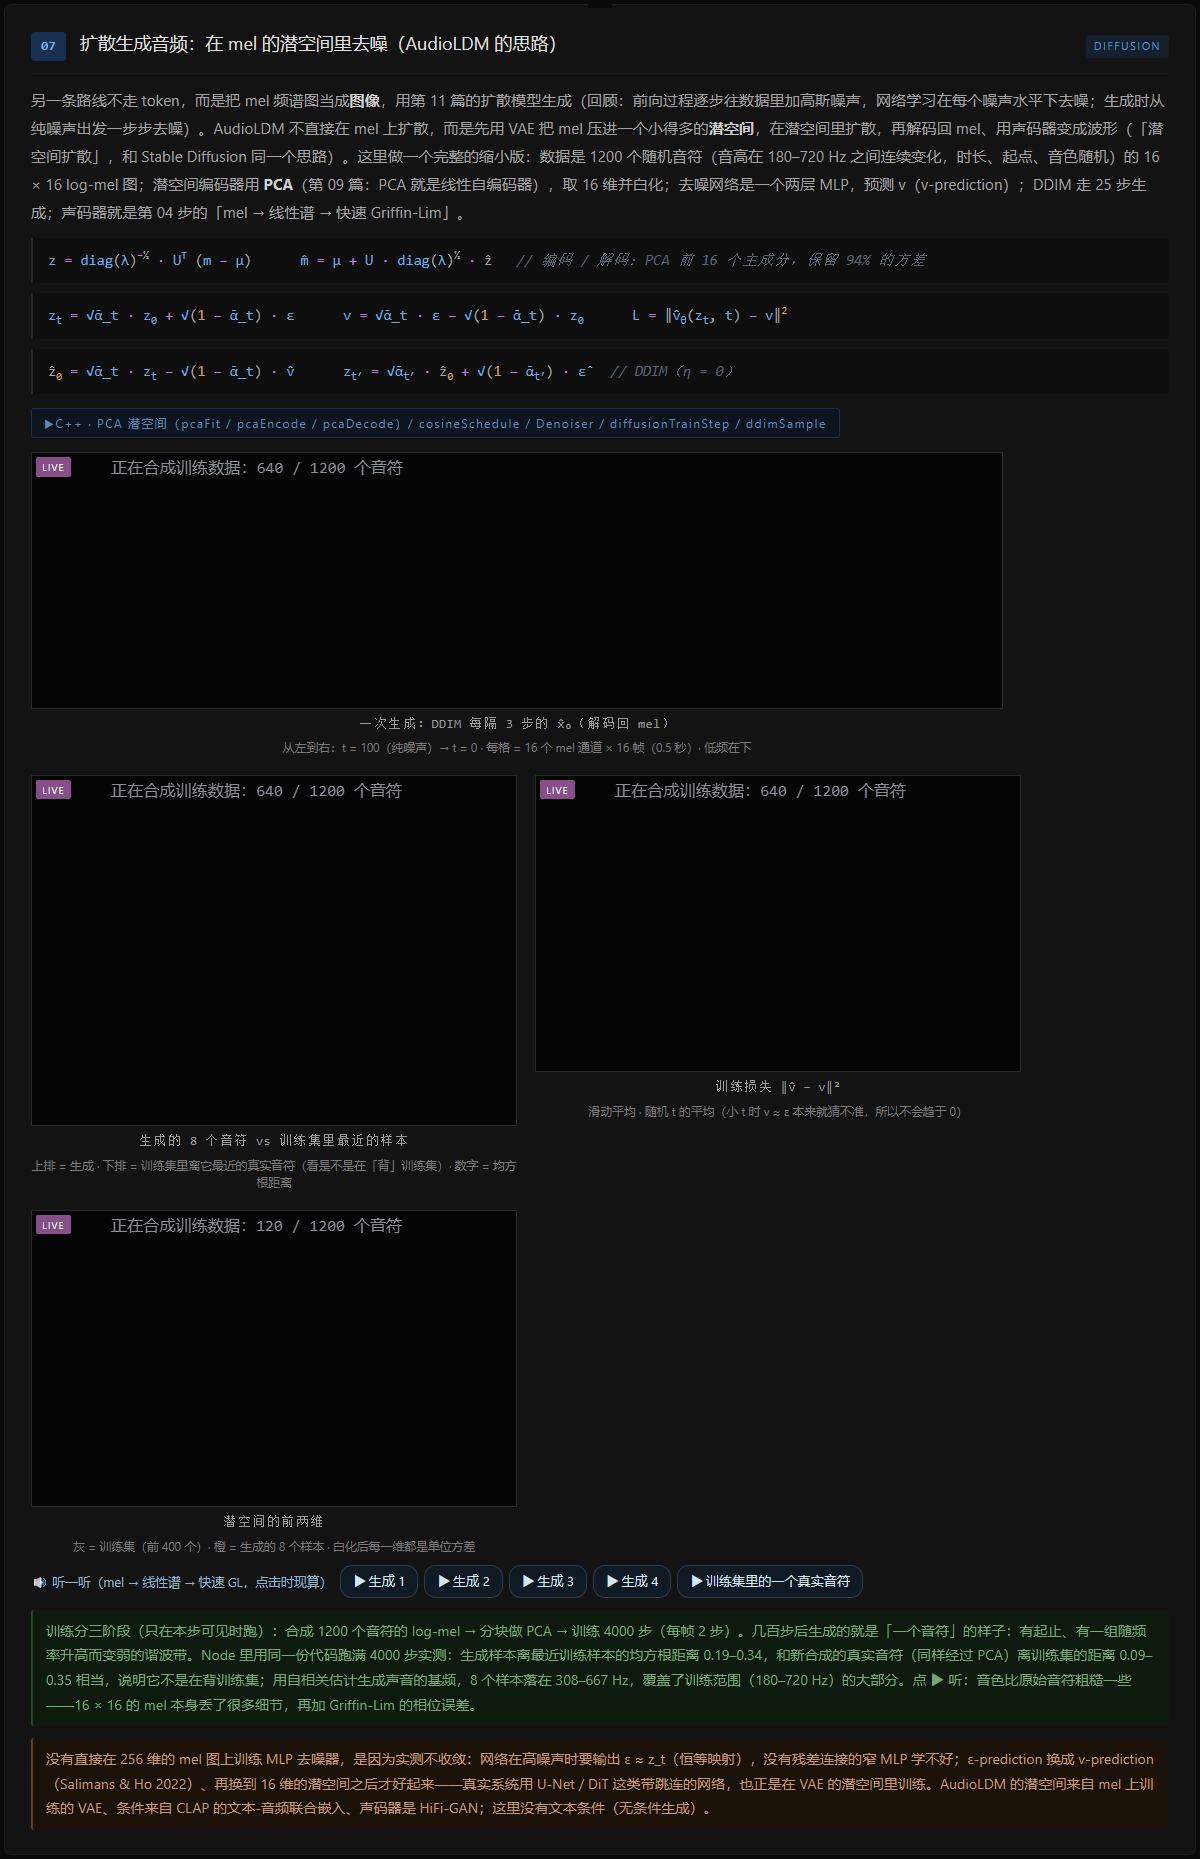 07 扩散生成音频：在 mel 的潜空间里去噪（AudioLDM 的思路） DIFFUSION
另一条路线不走 token，而是把 mel 频谱图当成图像，用第 11 篇的扩散模型生成（回顾：前向过程逐步往数据里加高斯噪声，网络学习在每个噪声水平下去噪；生成时从
纯噪声出发一步步去噪）。AudioLDM 不直接在 mel 上扩散，而是先用 VAE 把 mel 压进一个小得多的潜空间，在潜空间里扩散，再解码回 mel、用声码器变成波形（「潜
空间扩散」，和 Stable Diffusion 同一个思路）。这里做一个完整的缩小版：数据是 1200 个随机音符（音高在 180–720 Hz 之间连续变化，时长、起点、音色随机）的 16
× 16 log-mel 图；潜空间编码器用 PCA（第 09 篇：PCA 就是线性自编码器），取 16 维并白化；去噪网络是一个两层 MLP，预测 v（v-prediction）；DDIM 走 25 步生
成；声码器就是第 04 步的「mel → 线性谱 → 快速 Griffin-Lim」。
z = diag(λ)^−½ · Uᵀ (m − μ)      m̂ = μ + U · diag(λ)^½ · ẑ   // 编码 / 解码: PCA 前 16 个主成分, 保留 94% 的方差
z_t = √ᾱ_t · z₀ + √(1 − ᾱ_t) · ε      v = √ᾱ_t · ε − √(1 − ᾱ_t) · z₀      L = ‖v̂_θ(z_t, t) − v‖²
ẑ₀ = √ᾱ_t · z_t − √(1 − ᾱ_t) · v̂      z_t′ = √ᾱ_t′ · ẑ₀ + √(1 − ᾱ_t′) · ε̂  // DDIM（η = 0）
▶C++ · PCA 潜空间（pcaFit / pcaEncode / pcaDecode）/ cosineSchedule / Denoiser / diffusionTrainStep / ddimSample
LIVE 正在合成训练数据: 640 / 1200 个音符
一次生成: DDIM 每隔 3 步的 x̂₀（解码回 mel）
从左到右：t = 100（纯噪声）→ t = 0 · 每格 = 16 个 mel 通道 × 16 帧（0.5 秒）· 低频在下
LIVE 正在合成训练数据: 640 / 1200 个音符
LIVE 正在合成训练数据: 640 / 1200 个音符
训练损失 ‖v̂ − v‖²
滑动平均 · 随机 t 的平均（小 t 时 v ≈ ε 本来就猜不准，所以不会趋于 0）
生成的 8 个音符 vs 训练集里最近的样本
上排 = 生成 · 下排 = 训练集里离它最近的真实音符（看是不是在「背」训练集）· 数字 = 均方
根距离
LIVE 正在合成训练数据: 120 / 1200 个音符
潜空间的前两维
灰 = 训练集（前 400 个）· 橙 = 生成的 8 个样本 · 白化后每一维都是单位方差
🔊 听一听（mel → 线性谱 → 快速 GL，点击时现算） ▶ 生成 1 ▶ 生成 2 ▶ 生成 3 ▶ 生成 4 ▶ 训练集里的一个真实音符
训练分三阶段（只在本步可见时跑）：合成 1200 个音符的 log-mel → 分块做 PCA → 训练 4000 步（每帧 2 步）。几百步后生成的就是「一个音符」的样子：有起止、有一组随频
率升高而变弱的谐波带。Node 里用同一份代码跑满 4000 步实测：生成样本离最近训练样本的均方根距离 0.19–0.34，和新合成的真实音符（同样经过 PCA）离训练集的距离 0.09–
0.35 相当，说明它不是在背训练集；用自相关估计生成声音的基频，8 个样本落在 308–667 Hz，覆盖了训练范围（180–720 Hz）的大部分。点 ▶ 听：音色比原始音符粗糙一些
——16 × 16 的 mel 本身丢了很多细节，再加 Griffin-Lim 的相位误差。
没有直接在 256 维的 mel 图上训练 MLP 去噪器，是因为实测不收敛：网络在高噪声时要输出 ε ≈ z_t（恒等映射），没有残差连接的窄 MLP 学不好；ε-prediction 换成 v-prediction
（Salimans & Ho 2022）、再换到 16 维的潜空间之后才好起来——真实系统用 U-Net / DiT 这类带跳连的网络，也正是在 VAE 的潜空间里训练。AudioLDM 的潜空间来自 mel 上训
练的 VAE、条件来自 CLAP 的文本-音频联合嵌入、声码器是 HiFi-GAN；这里没有文本条件（无条件生成）。